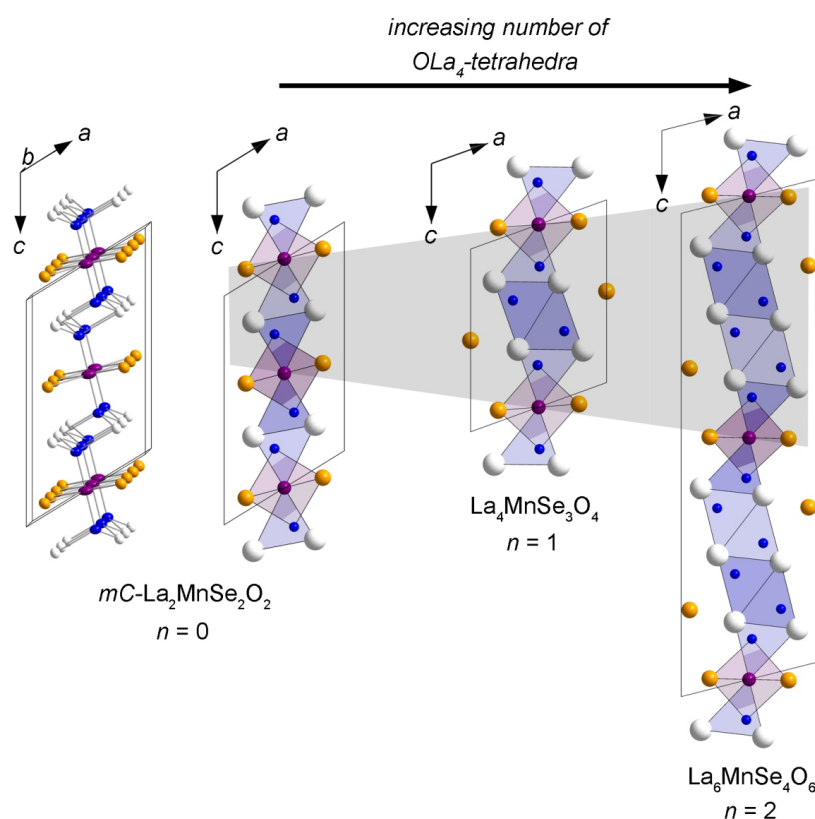 increasing number of
OLa₄-tetrahedra
a
b
c
a
c
a
c
a
c
mC-La₂MnSe₂O₂
n = 0
La₄MnSe₃O₄
n = 1
La₆MnSe₄O₆
n = 2